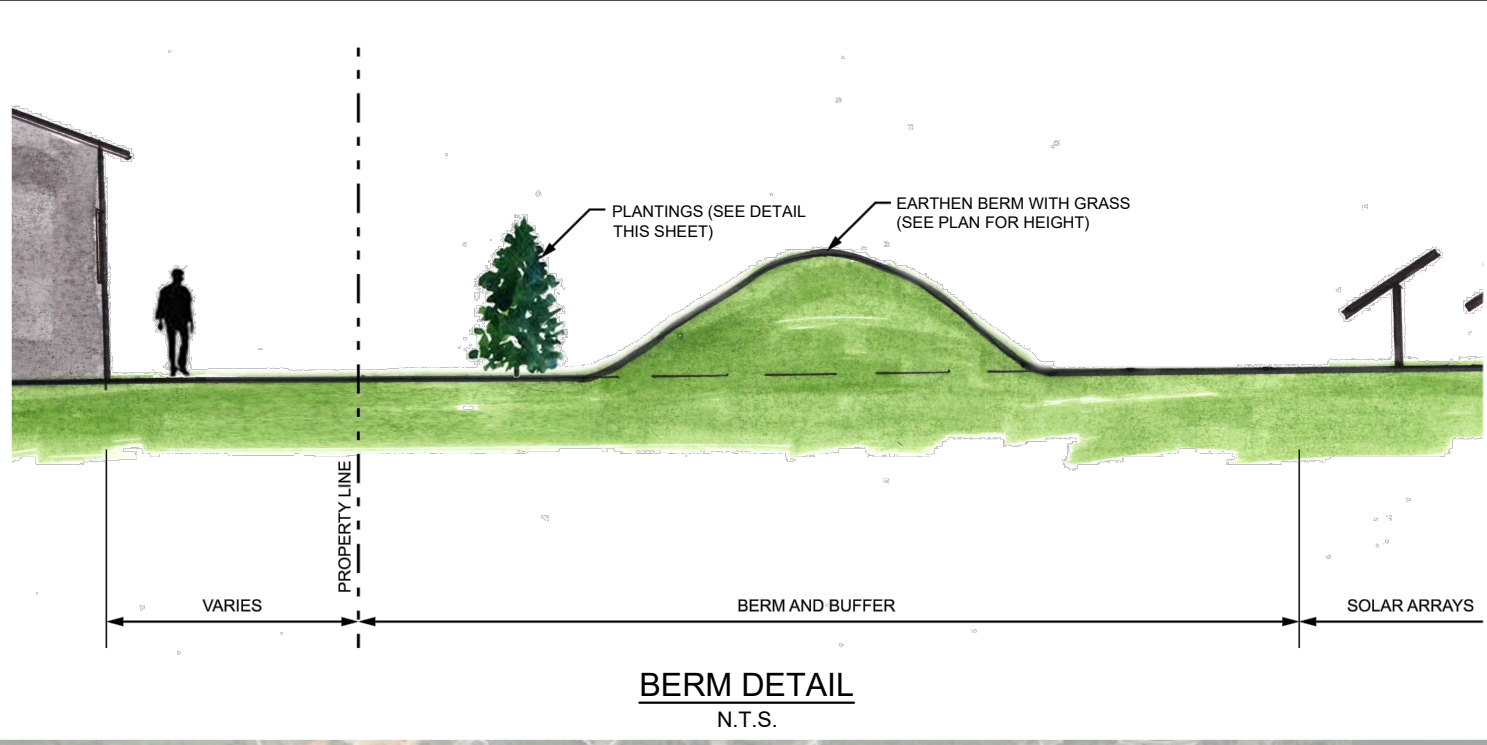 PLANTINGS (SEE DETAIL
THIS SHEET)
EARTHEN BERM WITH GRASS
(SEE PLAN FOR HEIGHT)
PROPERTY LINE
VARIES
BERM AND BUFFER
SOLAR ARRAYS
BERM DETAIL
N.T.S.